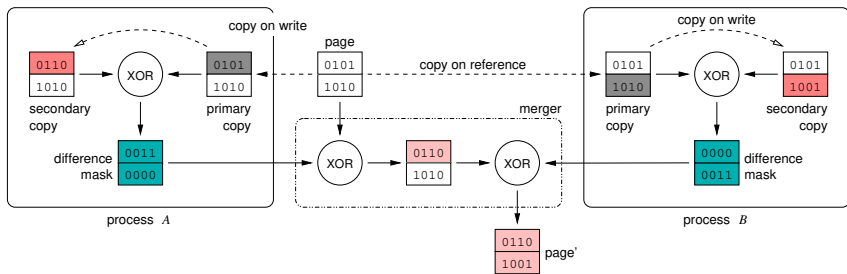 copy on write
0110
1010
secondary
copy
XOR
0101
1010
primary
copy
difference
mask
0011
0000
process A
page
0101
1010
copy on reference
merger
XOR
0110
1010
XOR
0110
1001
page'
copy on write
0101
1010
primary
copy
XOR
0101
1001
secondary
copy
0000
0011
difference
mask
process B